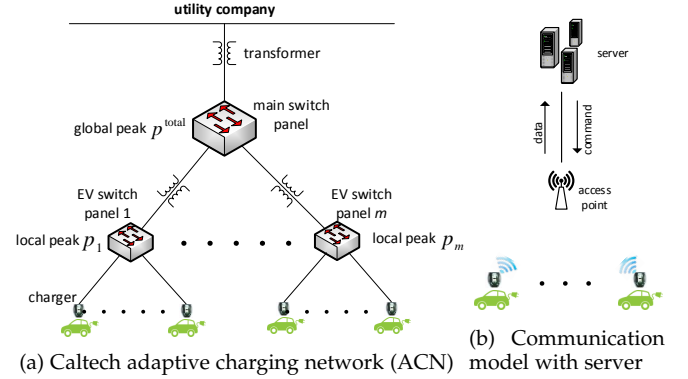 utility company
transformer
main switch
panel
global peak p^total
EV switch
panel 1
EV switch
panel m
local peak p_1
local peak p_m
charger
(a) Caltech adaptive charging network (ACN)
server
data
command
access
point
(b) Communication
model with server